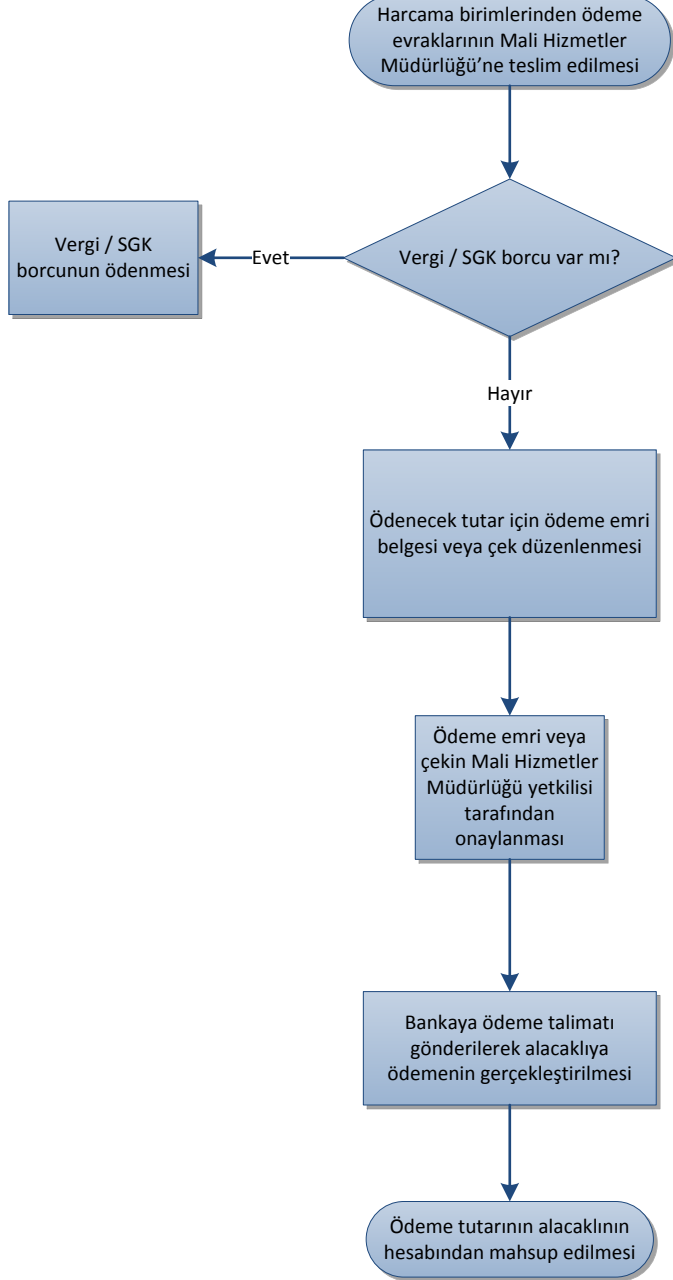 Harcama birimlerinden ödeme
evraklarının Mali Hizmetler
Müdürlüğü’ne teslim edilmesi
Vergi / SGK
borcunun ödenmesi
Evet
Vergi / SGK borcu var mı?
Hayır
Ödenecek tutar için ödeme emri
belgesi veya çek düzenlenmesi
Ödeme emri veya
çekin Mali Hizmetler
Müdürlüğü yetkilisi
tarafından
onaylanması
Bankaya ödeme talimatı
gönderilerek alacaklıya
ödemenin gerçekleştirilmesi
Ödeme tutarının alacaklının
hesabından mahsup edilmesi